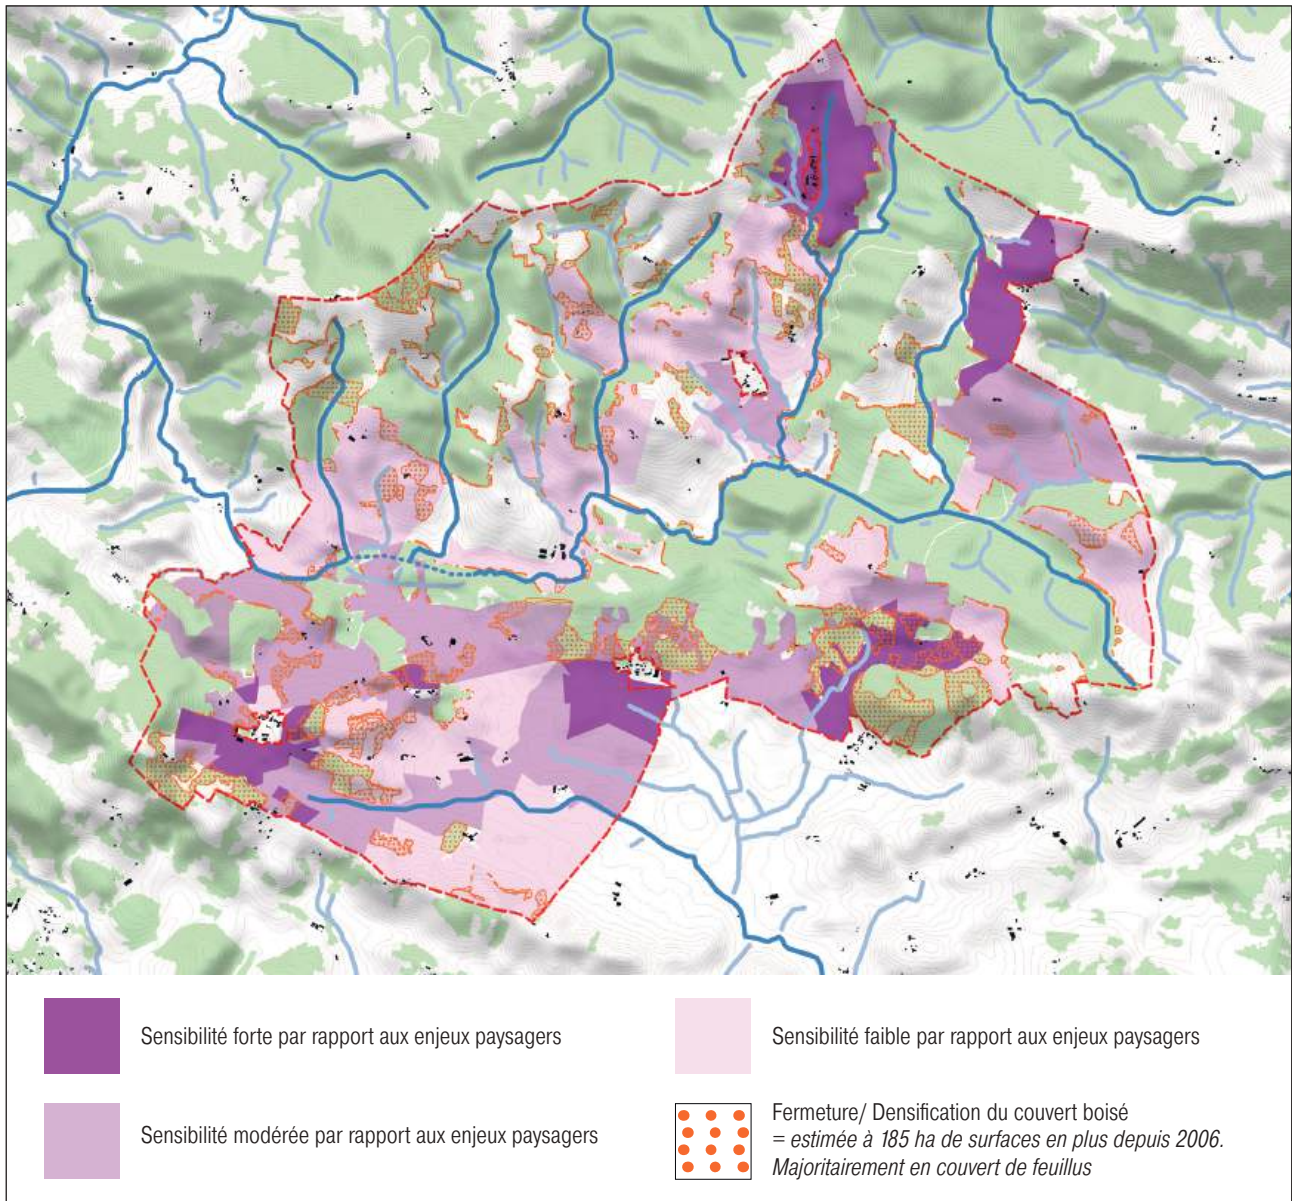 Sensibilité forte par rapport aux enjeux paysagers
Sensibilité modérée par rapport aux enjeux paysagers
Sensibilité faible par rapport aux enjeux paysagers
Fermeture/ Densification du couvert boisé
= estimée à 185 ha de surfaces en plus depuis 2006.
Majoritairement en couvert de feuillus